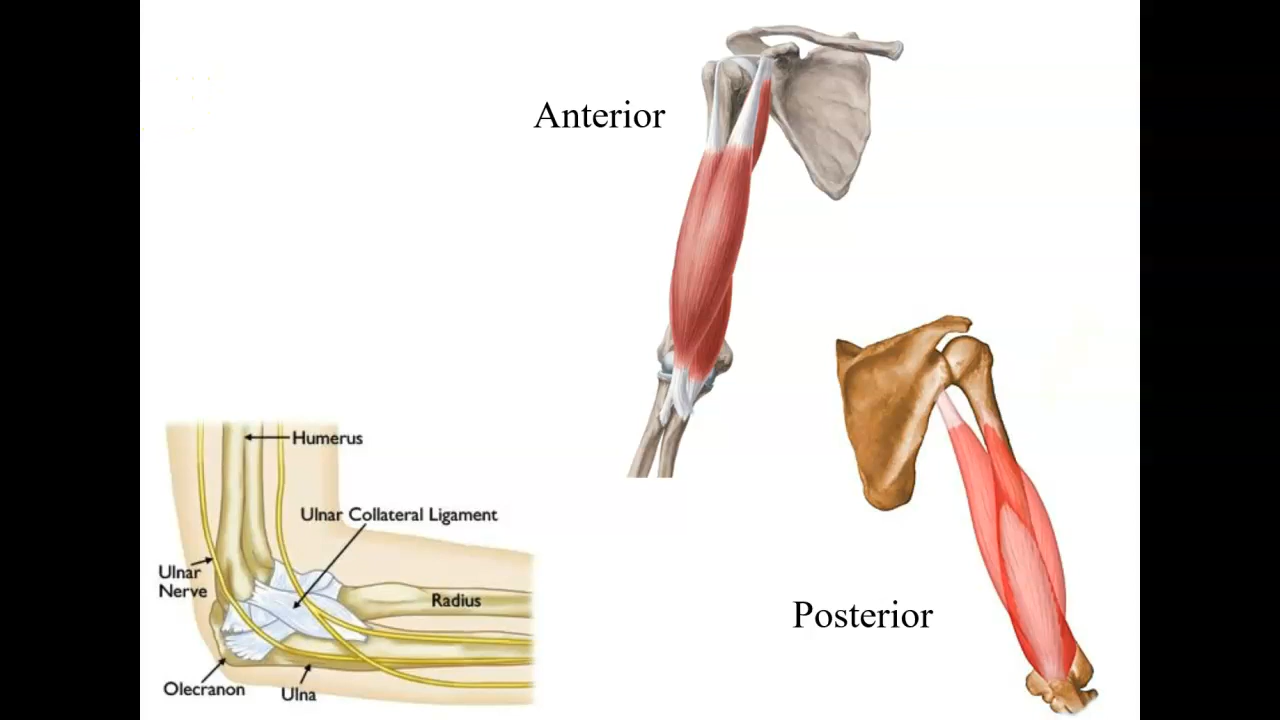 Anterior
Humerus
Ulnar Collateral Ligament
Ulnar
Nerve
Radius
Posterior
Olecranon
Ulna